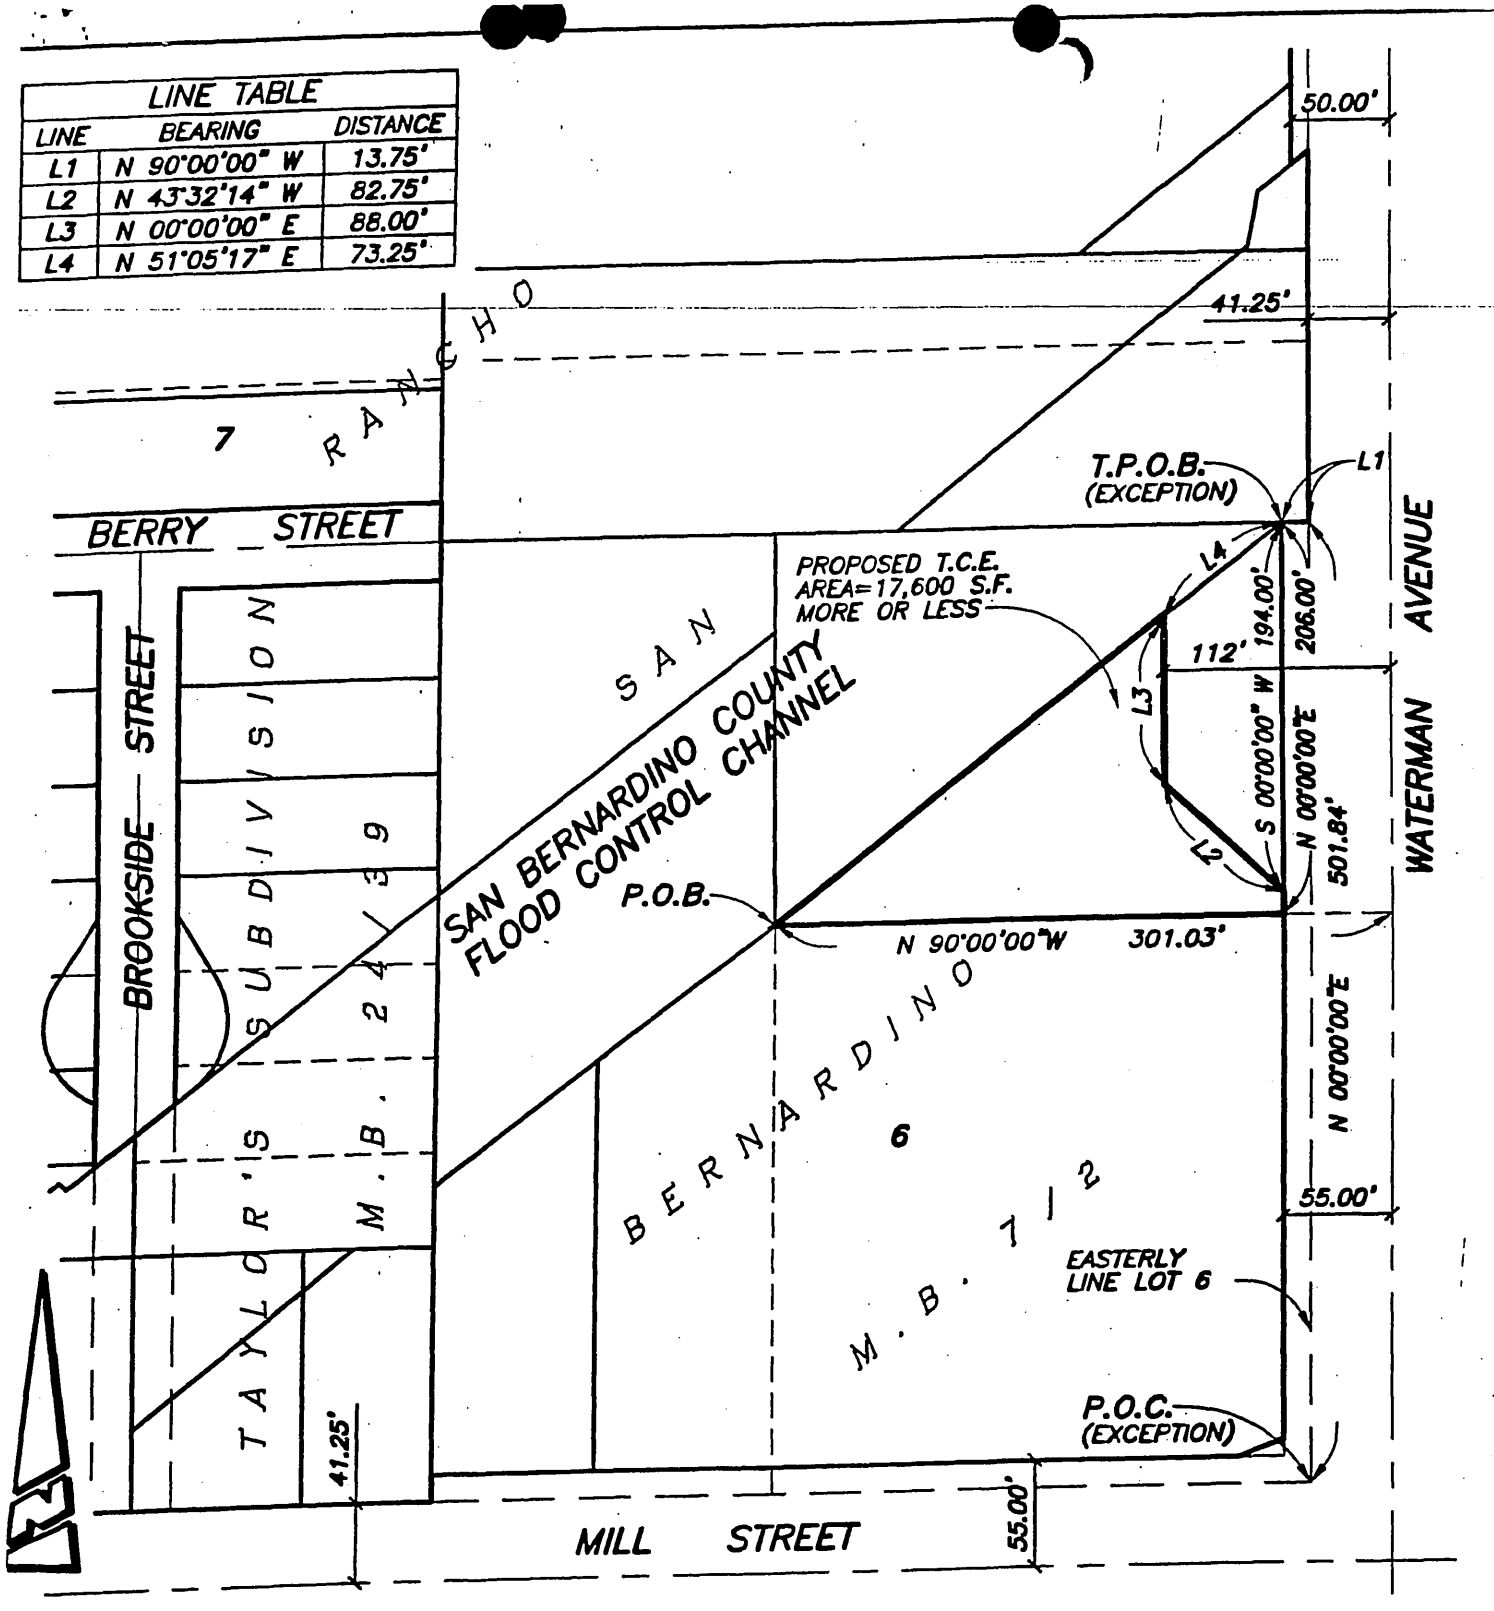 LINE TABLE
LINE BEARING DISTANCE
L1 N 90°00'00" W 13.75'
L2 N 43°32'14" W 82.75'
L3 N 00°00'00" E 88.00'
L4 N 51°05'17" E 73.25'
50.00'
41.25'
RANCHO
7
BERRY STREET
T.P.O.B.
(EXCEPTION)
L1
PROPOSED T.C.E.
AREA=17,600 S.F.
MORE OR LESS
L4
194.00'
206.00'
112'
L3
S 00°00'00" W
N 00°00'00"E
501.84'
L2
WATERMAN AVENUE
SAN
SAN BERNARDINO COUNTY
FLOOD CONTROL CHANNEL
BROOKSIDE STREET
TAYLOR'S SUBDIVISION
M.B. 24/39
P.O.B.
N 90°00'00"W 301.03'
BERNARDINO
6
N 00°00'00"E
M.B. 7/2
55.00'
EASTERLY
LINE LOT 6
P.O.C.
(EXCEPTION)
41.25'
55.00'
MILL STREET
N